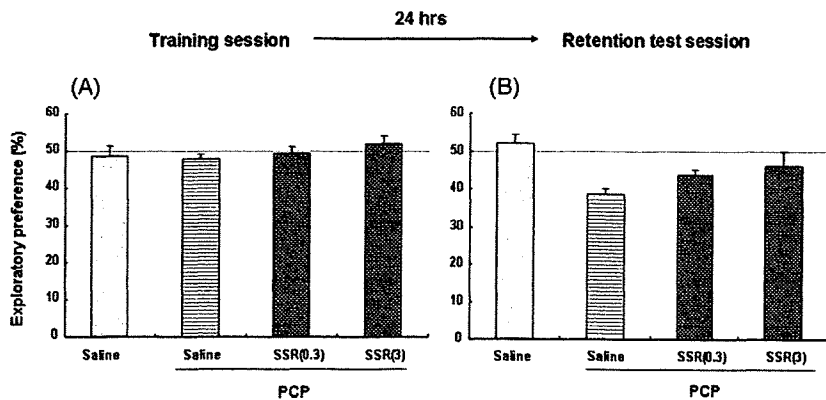 24 hrs
Training session
Retention test session
(A)
(B)
Exploratory preference (%)
60
50
40
30
20
10
0
Saline
Saline
SSR(0.3)
SSR(3)
PCP
60
50
40
30
20
10
0
Saline
Saline
SSR(0.3)
SSR(3)
PCP